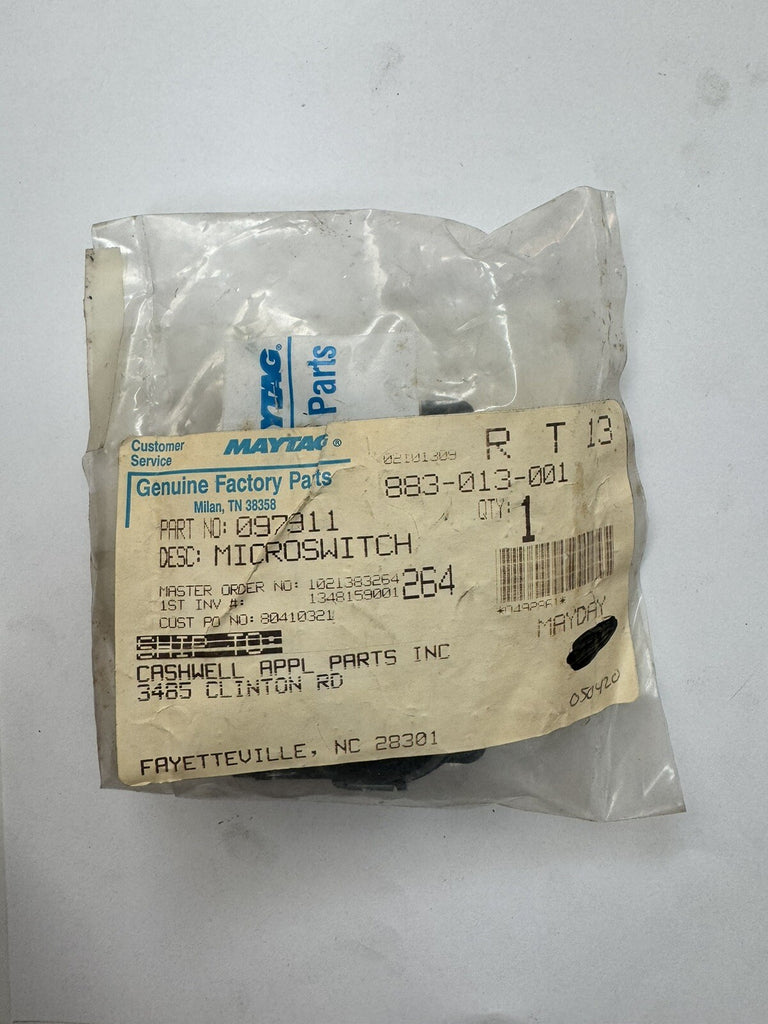 YTAG®
Parts
Customer
Service
MAYTAG®
02101309
R T 13
Genuine Factory Parts
883-013-001
Milan, TN 38358
PART NO: 097911
QTY: 1
DESC: MICROSWITCH
MASTER ORDER NO: 1021383264
264
1ST INV #: 1348159001
CUST PO NO: 80410321
MAYDAY
SHIP TO:
CASHWELL APPL PARTS INC
3485 CLINTON RD
050420
FAYETTEVILLE, NC 28301